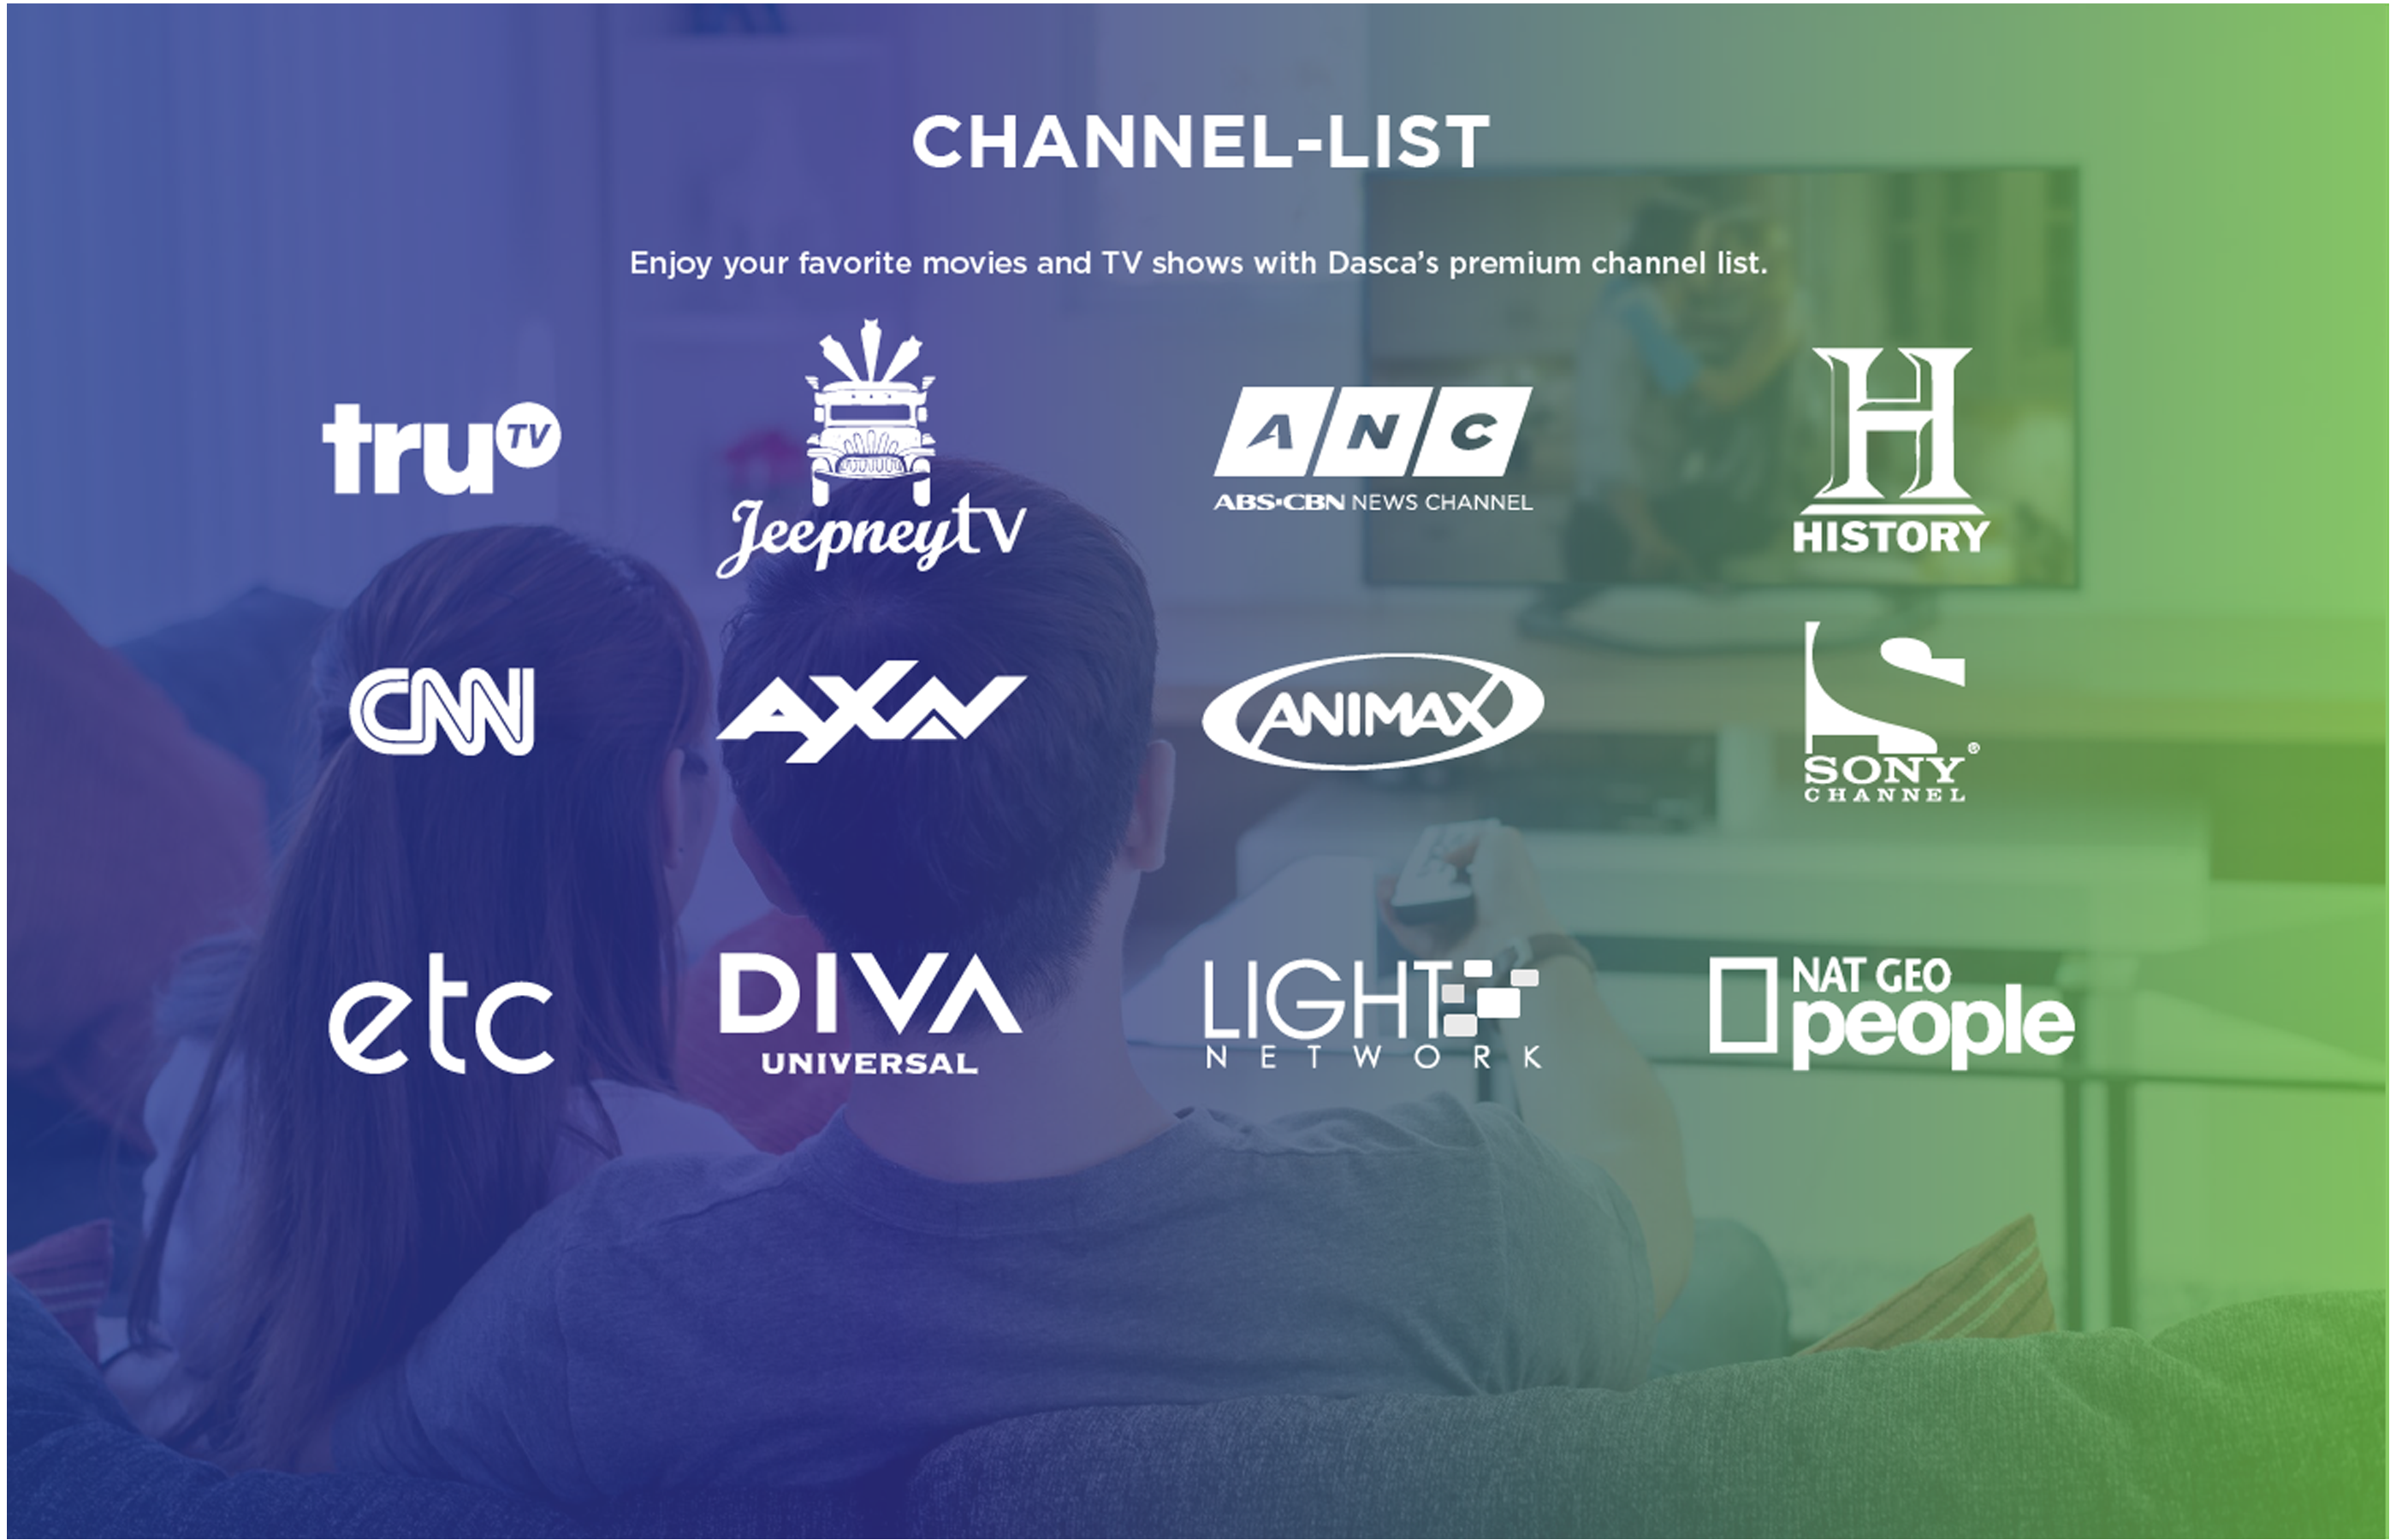 CHANNEL-LIST
Enjoy your favorite movies and TV shows with Dasca’s premium channel list.
truTV
Jeepneytv
ANC
ABS-CBN NEWS CHANNEL
H
HISTORY
CNN
AXN
ANIMAX
S
SONY
CHANNEL
®
etc
DIVA
UNIVERSAL
LIGHT
NETWORK
NAT GEO
people